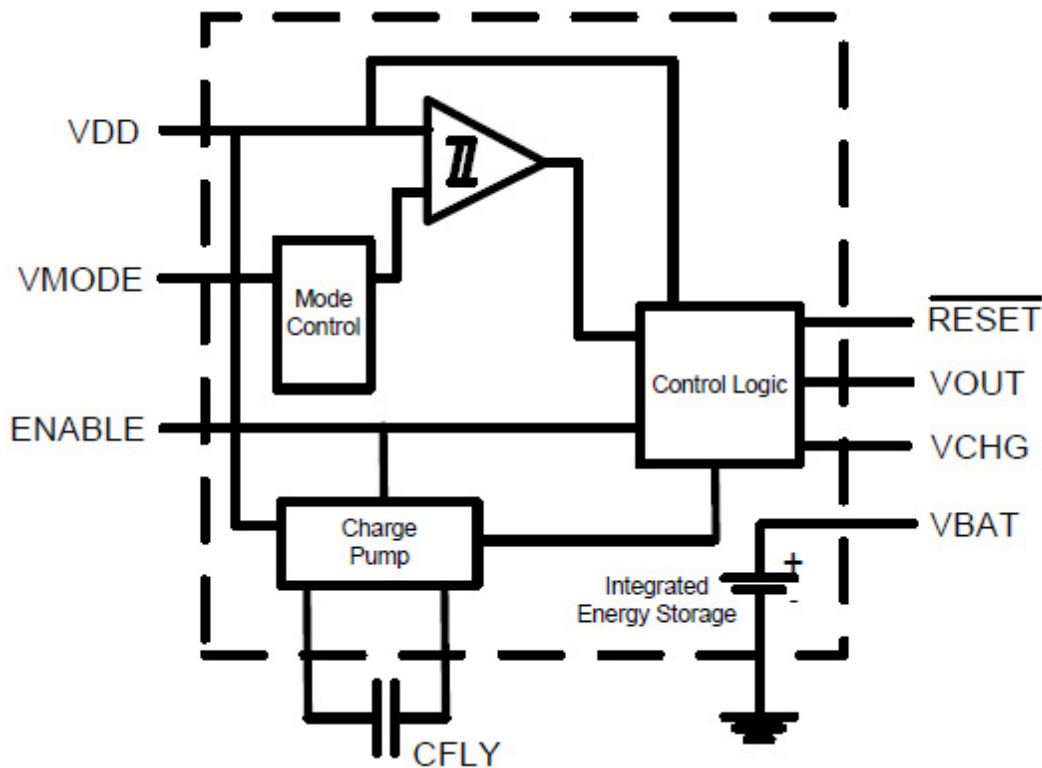 VDD
VMODE
Mode
Control
ENABLE
Charge
Pump
CFLY
Control Logic
RESET
VOUT
VCHG
VBAT
+
-
Integrated
Energy Storage